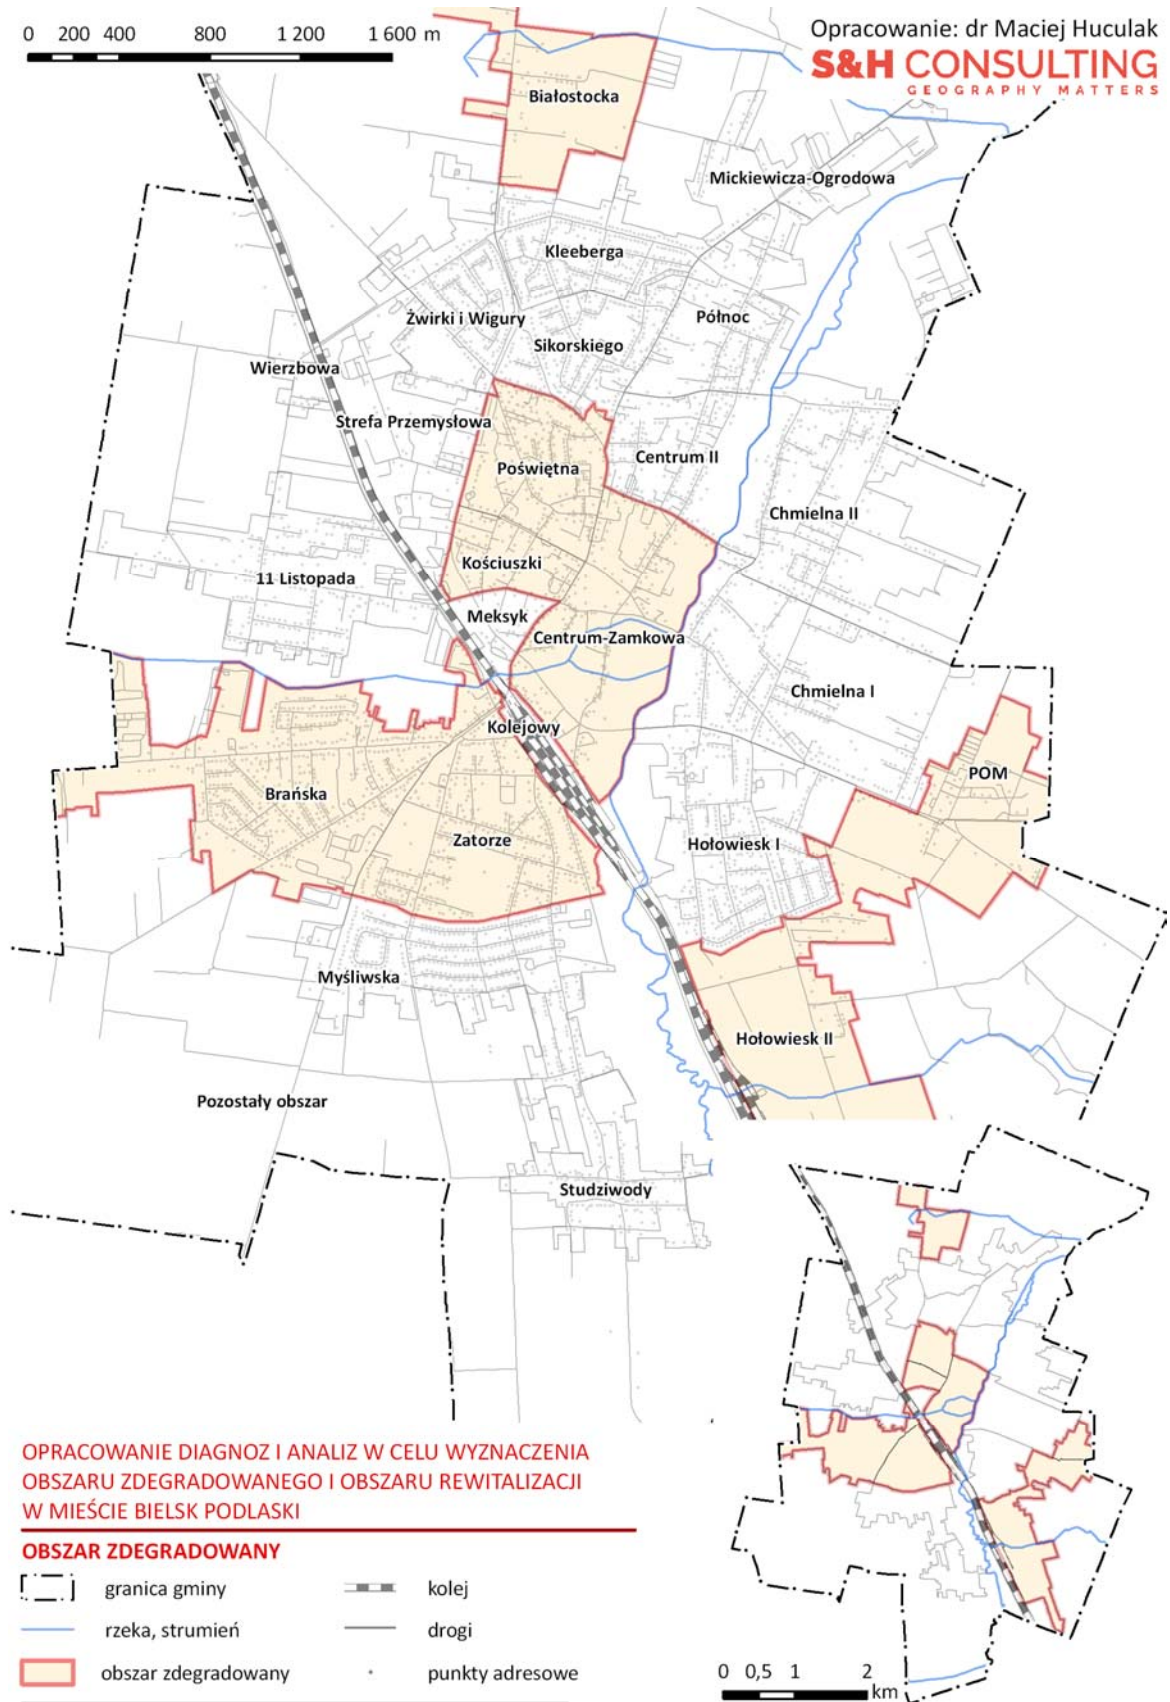 0 200 400 800 1 200 1 600 m
Opracowanie: dr Maciej Huculak
S&H CONSULTING
GEOGRAPHY MATTERS
Białostocka
Mickiewicza-Ogrodowa
Kleeberga
Żwirki i Wigury
Północ
Sikorskiego
Wierzbowa
Strefa Przemysłowa
Centrum II
Poświętna
Chmielna II
Kościuszki
11 Listopada
Meksyk
Centrum-Zamkowa
Chmielna I
Kolejowy
POM
Brańska
Zatorze
Hołowiesk I
Myśliwska
Hołowiesk II
Pozostały obszar
Studziwody
OPRACOWANIE DIAGNOZ I ANALIZ W CELU WYZNACZENIA
OBSZARU ZDEGRADOWANEGO I OBSZARU REWITALIZACJI
W MIEŚCIE BIELSK PODLASKI
OBSZAR ZDEGRADOWANY
granica gminy
kolej
rzeka, strumień
drogi
obszar zdegradowany
punkty adresowe
0 0,5 1 2
km